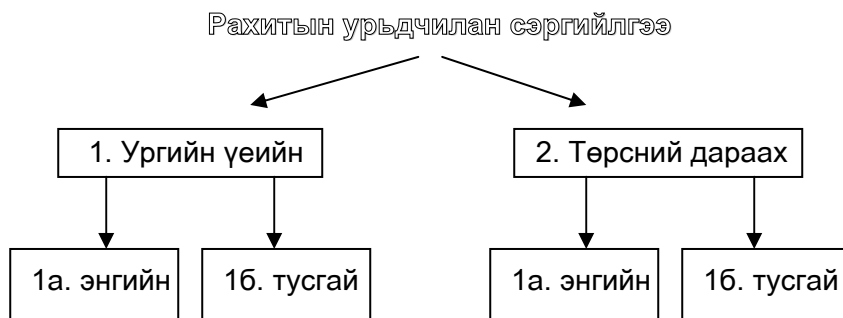 Рахитын урьдчилан сэргийлгээ
1. Ургийн үеийн
2. Төрсний дараах
1а. энгийн
1б. тусгай
1а. энгийн
1б. тусгай